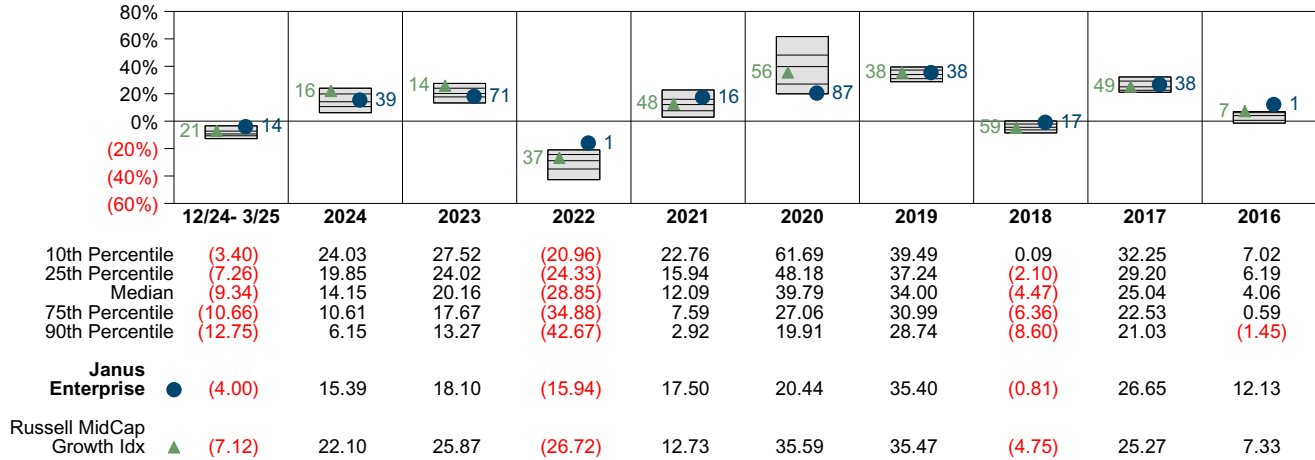 80%
60%
40%
20%
0%
(20%)
(40%)
(60%)
21 14
16 39
14 71
37 1
48 16
56 87
38 38
59 17
49 38
7 1
12/24- 3/25 2024 2023 2022 2021 2020 2019 2018 2017 2016
10th Percentile (3.40) 24.03 27.52 (20.96) 22.76 61.69 39.49 0.09 32.25 7.02
25th Percentile (7.26) 19.85 24.02 (24.33) 15.94 48.18 37.24 (2.10) 29.20 6.19
Median (9.34) 14.15 20.16 (28.85) 12.09 39.79 34.00 (4.47) 25.04 4.06
75th Percentile (10.66) 10.61 17.67 (34.88) 7.59 27.06 30.99 (6.36) 22.53 0.59
90th Percentile (12.75) 6.15 13.27 (42.67) 2.92 19.91 28.74 (8.60) 21.03 (1.45)
Janus
Enterprise (4.00) 15.39 18.10 (15.94) 17.50 20.44 35.40 (0.81) 26.65 12.13
Russell MidCap
Growth Idx (7.12) 22.10 25.87 (26.72) 12.73 35.59 35.47 (4.75) 25.27 7.33